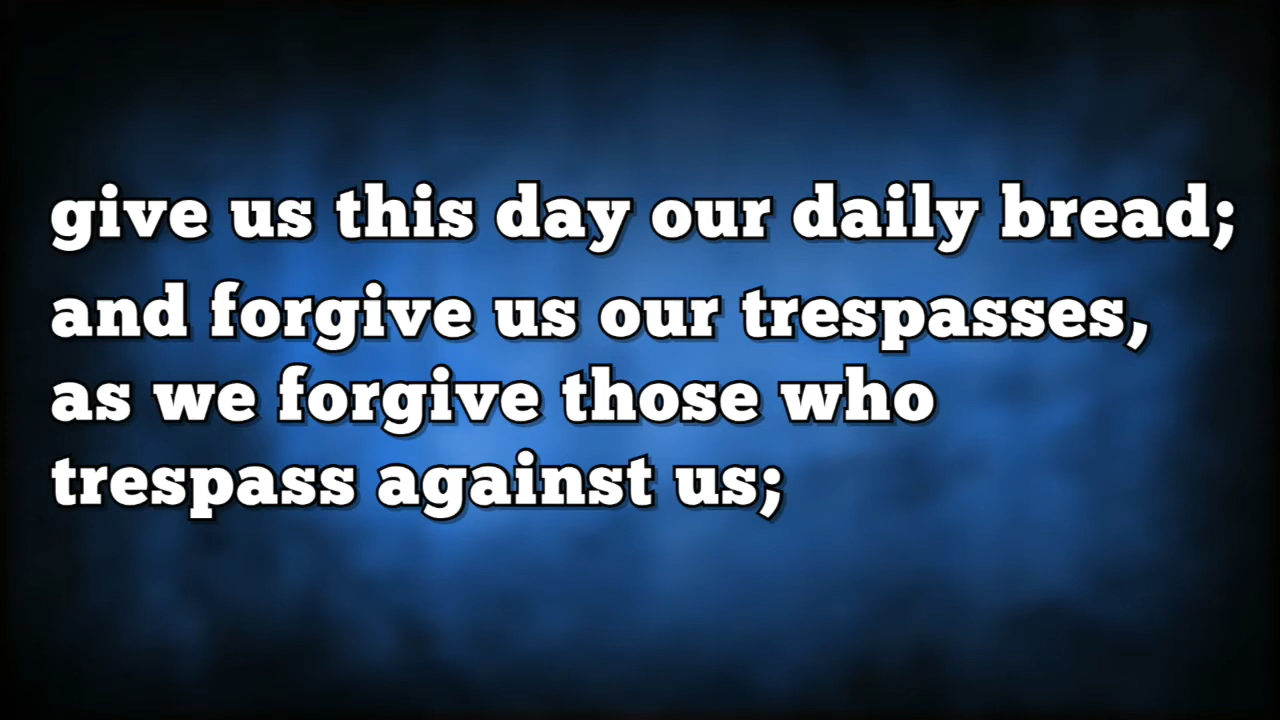 give us this day our daily bread;
and forgive us our trespasses,
as we forgive those who
trespass against us;